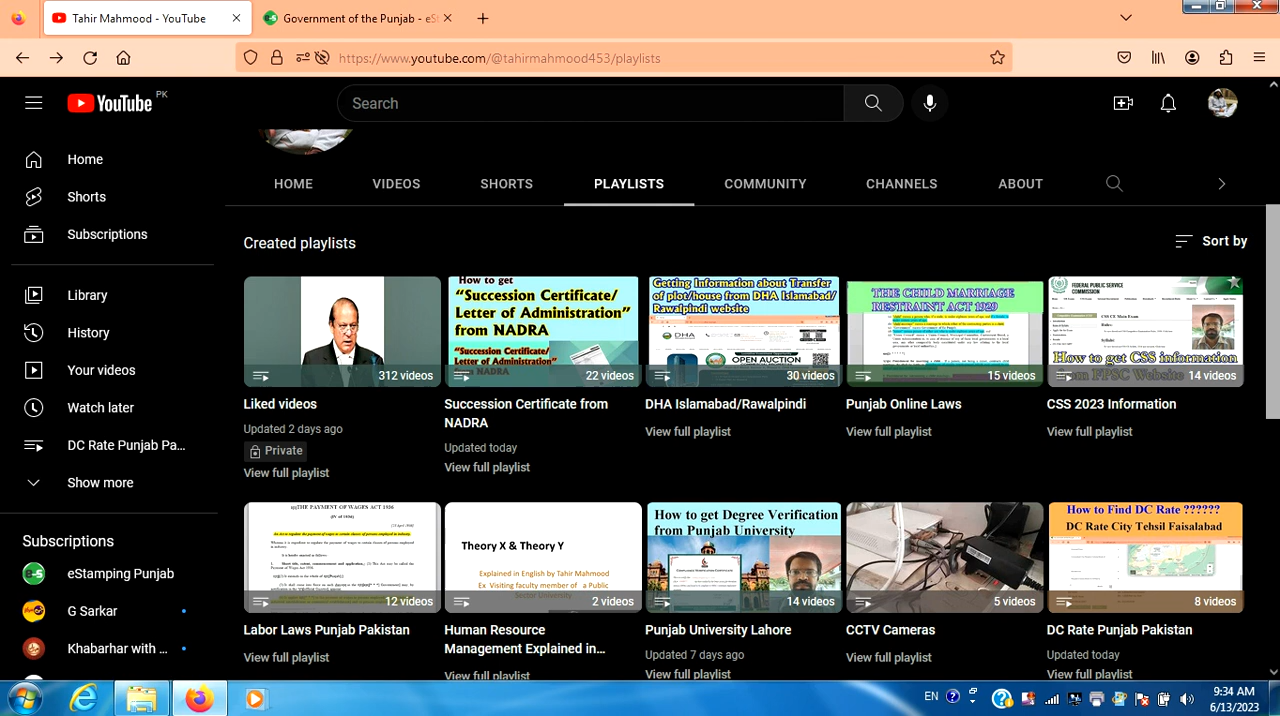 Tahir Mahmood - YouTube
Government of the Punjab - eS
https://www.youtube.com/@tahirmahmood453/playlists
YouTube PK
Search
Home
Shorts
Subscriptions
Library
History
Your videos
Watch later
DC Rate Punjab Pa...
Show more
Subscriptions
eStamping Punjab
G Sarkar
Khabarhar with ...
HOME VIDEOS SHORTS PLAYLISTS COMMUNITY CHANNELS ABOUT
Created playlists
Sort by
312 videos
Liked videos
Updated 2 days ago
Private
View full playlist
How to get
"Succession Certificate/
Letter of Administration"
from NADRA
"Succession Certificate/
Letter of Administration"
from NADRA
22 videos
Succession Certificate from
NADRA
Updated today
View full playlist
Getting Information about Transfer
of plot/house from DHA Islamabad/
Rawalpindi website
DHA
OPEN AUCTION
30 videos
DHA Islamabad/Rawalpindi
View full playlist
THE CHILD MARRIAGE
RESTRAINT ACT 1929
15 videos
Punjab Online Laws
View full playlist
FEDERAL PUBLIC SERVICE
COMMISSION
How to get CSS information
from FPSC Website
14 videos
CSS 2023 Information
View full playlist
THE PAYMENT OF WAGES ACT 1936
(IV of 1936)
12 videos
Labor Laws Punjab Pakistan
View full playlist
Theory X & Theory Y
Explained in English by Tahir Mahmood
Ex Visiting faculty member of a Public
Sector University
2 videos
Human Resource
Management Explained in...
View full playlist
How to get Degree Verification
from Punjab University
14 videos
Punjab University Lahore
Updated 7 days ago
View full playlist
5 videos
CCTV Cameras
View full playlist
How to Find DC Rate ??????
DC Rate City Tehsil Faisalabad
8 videos
DC Rate Punjab Pakistan
Updated today
View full playlist
EN
9:34 AM
6/13/2023